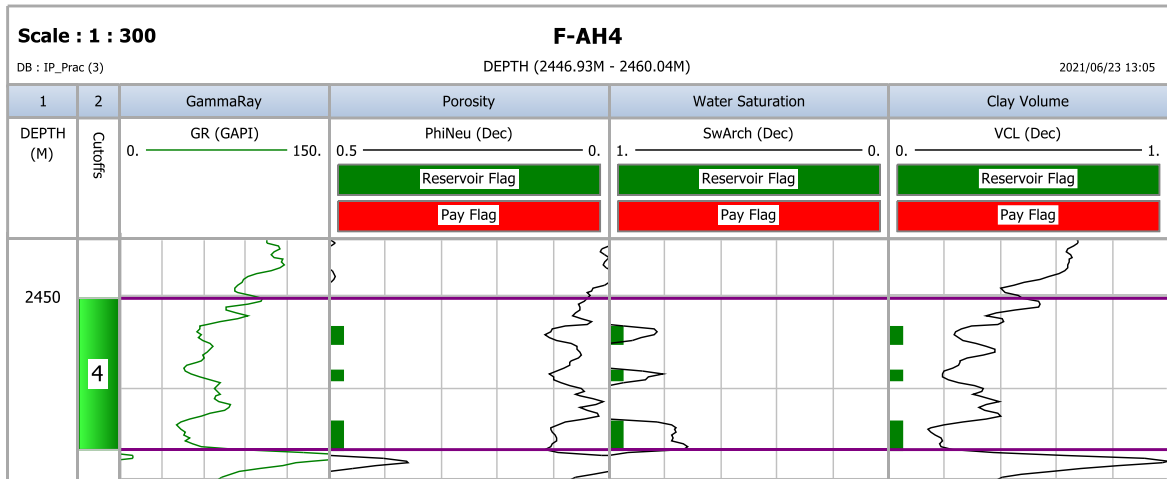 Scale : 1 : 300
F-AH4
DB : IP_Prac (3)
DEPTH (2446.93M - 2460.04M)
2021/06/23 13:05
1
2
GammaRay
Porosity
Water Saturation
Clay Volume
DEPTH
(M)
Cutoffs
GR (GAPI)
0.
150.
PhiNeu (Dec)
0.5
0.
Reservoir Flag
Pay Flag
SwArch (Dec)
1.
0.
Reservoir Flag
Pay Flag
VCL (Dec)
0.
1.
Reservoir Flag
Pay Flag
2450
4